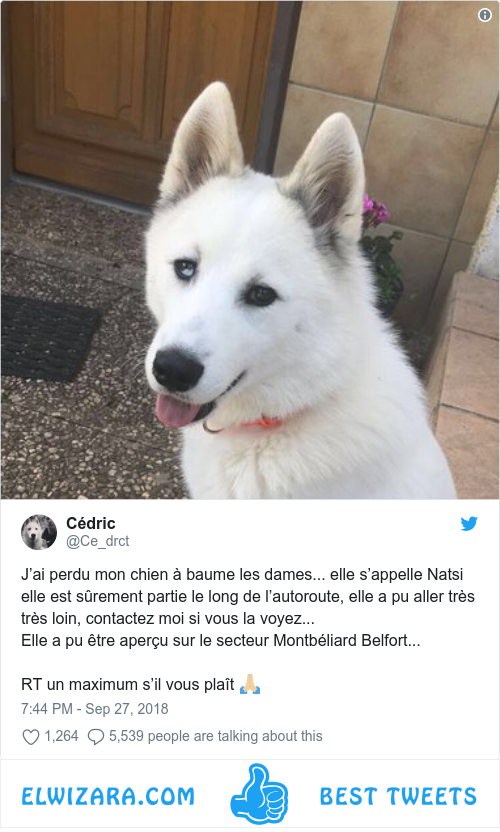 Cédric
@Ce_drct
J’ai perdu mon chien à baume les dames... elle s’appelle Natsi
elle est sûrement partie le long de l’autoroute, elle a pu aller très
très loin, contactez moi si vous la voyez...
Elle a pu être aperçu sur le secteur Montbéliard Belfort...
RT un maximum s’il vous plaît 🙏🏼
7:44 PM - Sep 27, 2018
1,264 5,539 people are talking about this
ELWIZARA.COM BEST TWEETS